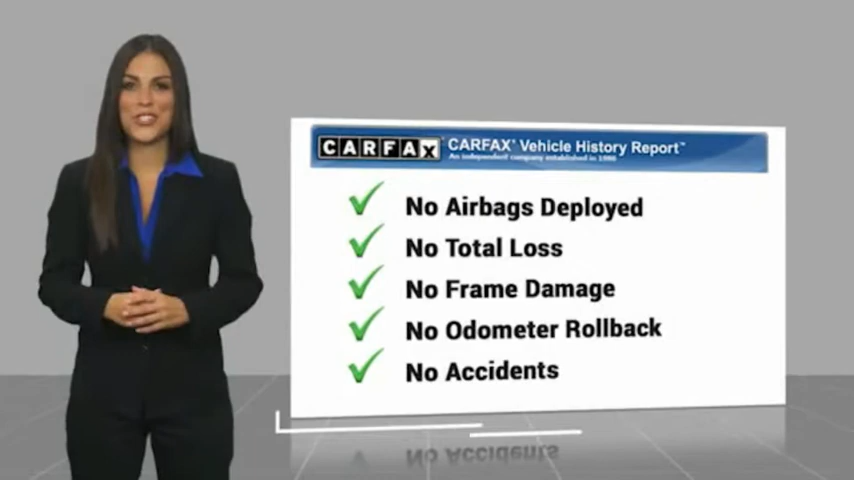 CARFAX CARFAX® Vehicle History Report™
An independent company established in 1986
No Airbags Deployed
No Total Loss
No Frame Damage
No Odometer Rollback
No Accidents
No Accidents